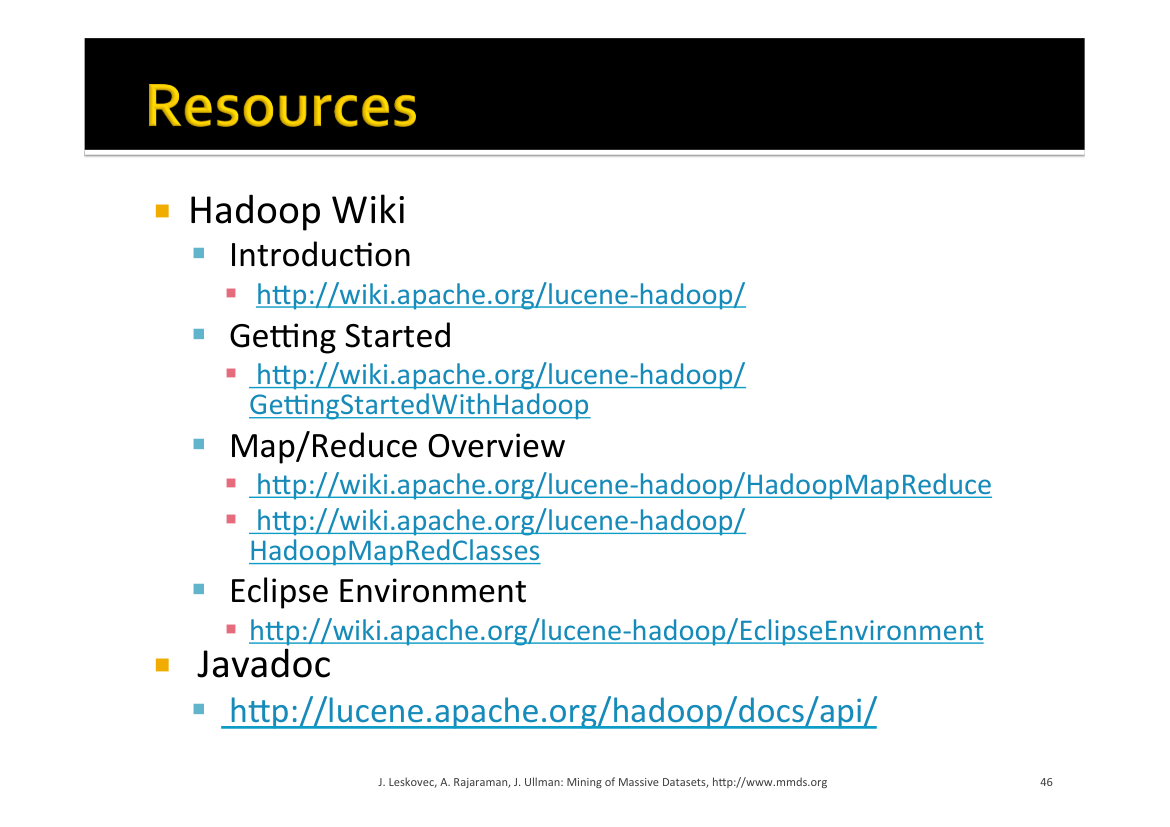 Resources
Hadoop Wiki
Introduction
http://wiki.apache.org/lucene-hadoop/
Getting Started
http://wiki.apache.org/lucene-hadoop/
GettingStartedWithHadoop
Map/Reduce Overview
http://wiki.apache.org/lucene-hadoop/HadoopMapReduce
http://wiki.apache.org/lucene-hadoop/
HadoopMapRedClasses
Eclipse Environment
http://wiki.apache.org/lucene-hadoop/EclipseEnvironment
Javadoc
http://lucene.apache.org/hadoop/docs/api/
J. Leskovec, A. Rajaraman, J. Ullman: Mining of Massive Datasets, http://www.mmds.org
46